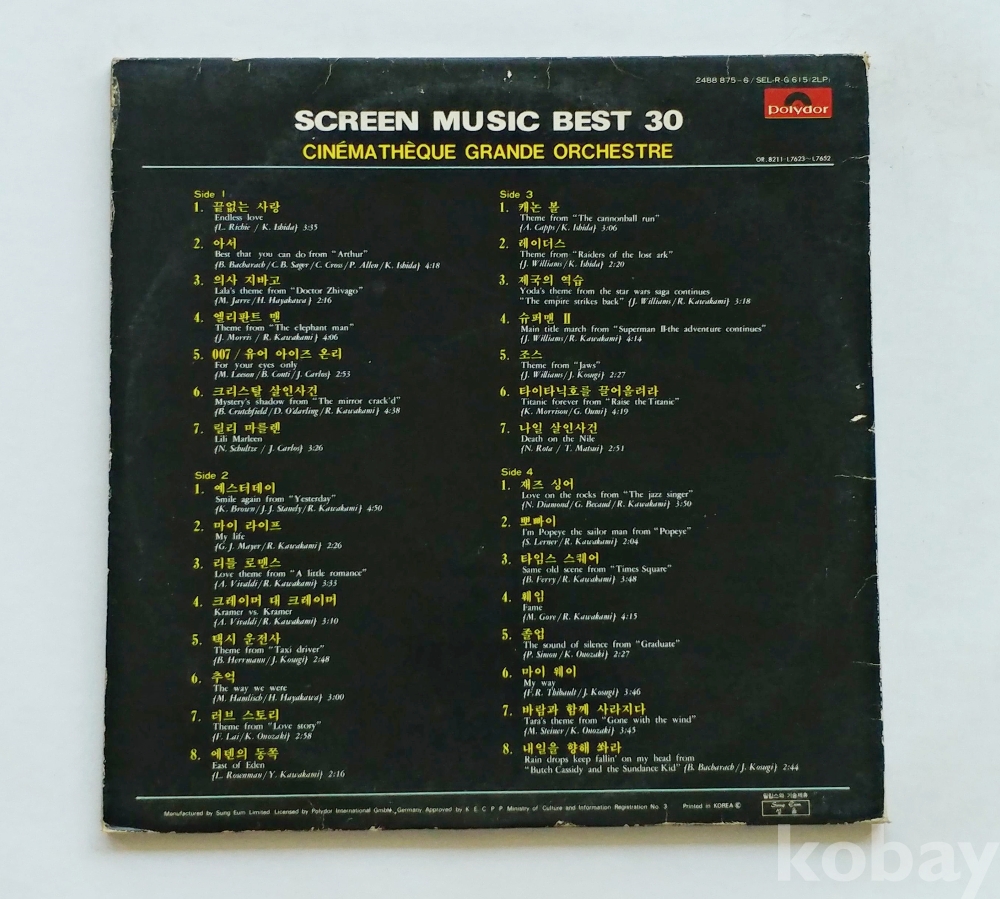 2488 875-6/SEL-R-G 615(2LP)
polydor
SCREEN MUSIC BEST 30
CINÉMATHÈQUE GRANDE ORCHESTRE
OR.8211-L7623~L7652
Side 1
1. 끝없는 사랑
Endless love
(L. Richie / K. Ishida) 3:35
2. 아서
Best that you can do from "Arthur"
(B. Bacharach/C. B. Sager/C. Cross/P. Allen/K. Ishida) 4:18
3. 의사 지바고
Lala's theme from "Doctor Zhivago"
(M. Jarre/H. Hayakawa) 2:16
4. 엘리판트 맨
Theme from "The elephant man"
(J. Morris / R. Kawakami) 4:06
5. 007/유어 아이즈 온리
For your eyes only
(M. Leeson/B. Conti/J. Carlos) 2:53
6. 크리스탈 살인사건
Mystery's shadow from "The mirror crack'd"
(B. Crutchfield/D. O'darling/R. Kawakami) 4:38
7. 릴리 마를렌
Lili Marleen
(N. Schultze / J. Carlos) 3:26
Side 2
1. 예스터데이
Smile again from "Yesterday"
(K. Brown/J. J. Stanely/R. Kawakami) 4:50
2. 마이 라이프
My life
(G. J. Mayer/R. Kawakami) 2:26
3. 리틀 로맨스
Love theme from "A little romance"
(A. Vivaldi/R. Kawakami) 3:33
4. 크레이머 대 크레이머
Kramer vs. Kramer
(A. Vivaldi/R. Kawakami) 3:10
5. 택시 운전사
Theme from "Taxi driver"
(B. Herrmann/J. Kosugi) 2:48
6. 추억
The way we were
(M. Hamlisch/H. Hayakawa) 3:00
7. 러브 스토리
Theme from "Love story"
(F. Lai/K. Onozaki) 2:58
8. 에덴의 동쪽
East of Eden
(L. Rosenman/Y. Kawakami) 2:16
Side 3
1. 캐논 볼
Theme from "The cannonball run"
(A. Capps/K. Ishida) 3:06
2. 레이더스
Theme from "Raiders of the lost ark"
(J. Williams/K. Ishida) 2:20
3. 제국의 역습
Yoda's theme from the star wars saga continues
"The empire strikes back" (J. Williams/R. Kawakami) 3:18
4. 슈퍼맨 II
Main title march from "Superman II-the adventure continues"
(J. Williams/R. Kawakami) 4:14
5. 죠스
Theme from "Jaws"
(J. Williams/J. Kosugi) 2:27
6. 타이타닉호를 끌어올려라
Titanic forever from "Raise the Titanic"
(K. Morrison/G. Oumi) 4:19
7. 나일 살인사건
Death on the Nile
(N. Rota / T. Matsui) 2:51
Side 4
1. 재즈 싱어
Love on the rocks from "The jazz singer"
(N. Diamond/G. Becaud/R. Kawakami) 3:50
2. 뽀빠이
I'm Popeye the sailor man from "Popeye"
(S. Lerner/R. Kawakami) 2:04
3. 타임스 스퀘어
Same old scene from "Times Square"
(B. Ferry/R. Kawakami) 3:48
4. 훼임
Fame
(M. Gore/R. Kawakami) 4:15
5. 졸업
The sound of silence from "Graduate"
(P. Simon/K. Onozaki) 2:27
6. 마이 웨이
My way
(F.R. Thibault/J. Kosugi) 3:46
7. 바람과 함께 사라지다
Tara's theme from "Gone with the wind"
(M. Steiner/K. Onozaki) 3:45
8. 내일을 향해 쏴라
Rain drops keep fallin' on my head from
"Butch Cassidy and the Sundance Kid" (B. Bacharach/J. Kosugi) 2:44
Manufactured by Sung Eum Limited Licensed by Polydor International Gmbh., Germany Approved by K. E. C. P. P. Ministry of Culture and Information Registration No. 3 Printed in KOREA ⓒ
필립스와 기술제휴
Sung Eum
성음
kobay